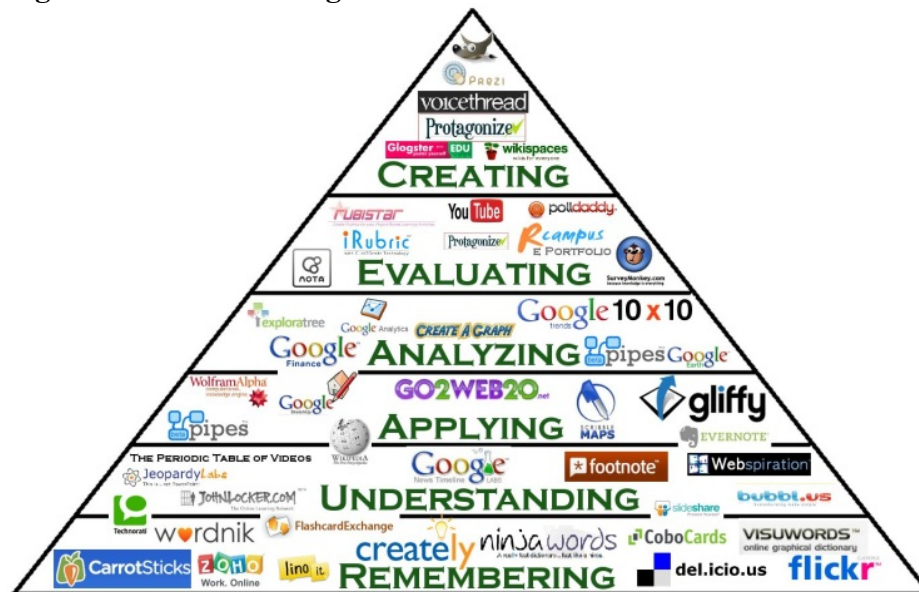 PREZI
voicethread
Protagonize
Glogster EDU wikispaces
CREATING
RUBISTAR YouTube polldaddy
iRubric Protagonize Rcampus
E PORTFOLIO
NOTA SurveyMonkey.com
EVALUATING
exploratree Google Analytics CREATE A GRAPH Google trends 10 x 10
Google Finance ANALYZING pipes Google Earth
WolframAlpha Google GO2WEB20.net gliffy
pipes APPLYING SCRIBBLE MAPS EVERNOTE
THE PERIODIC TABLE OF VIDEOS WIKIPEDIA Google footnote Webspiration
News Timeline LABS
JeopardyLabs
JOHNLOCKER.COM UNDERSTANDING slideshare bubbl.us
Technorati wordnik FlashcardExchange creately ninjawords CoboCards VISUWORDS™
online graphical dictionary
CarrotSticks ZOHO lino it REMEMBERING del.icio.us flickr
Work. Online